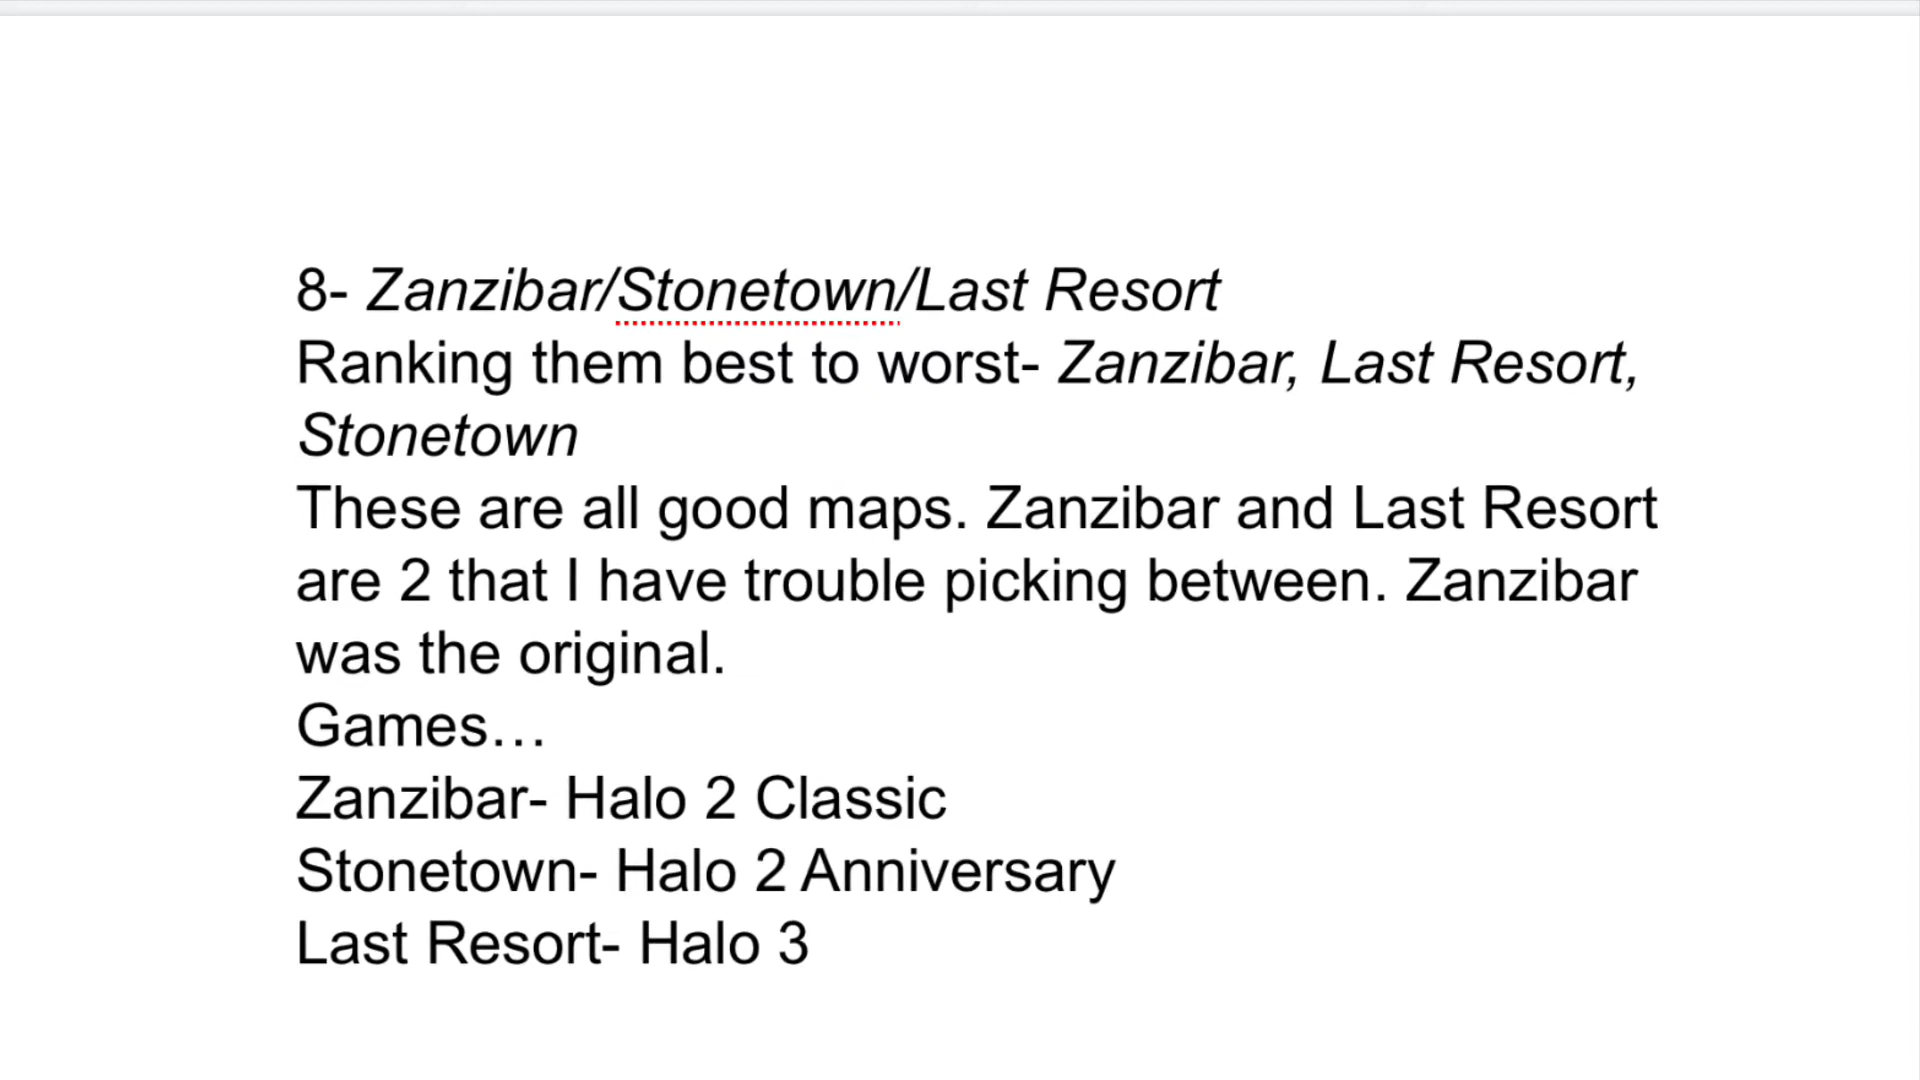 8- Zanzibar/Stonetown/Last Resort
Ranking them best to worst- Zanzibar, Last Resort,
Stonetown
These are all good maps. Zanzibar and Last Resort
are 2 that I have trouble picking between. Zanzibar
was the original.
Games…
Zanzibar- Halo 2 Classic
Stonetown- Halo 2 Anniversary
Last Resort- Halo 3